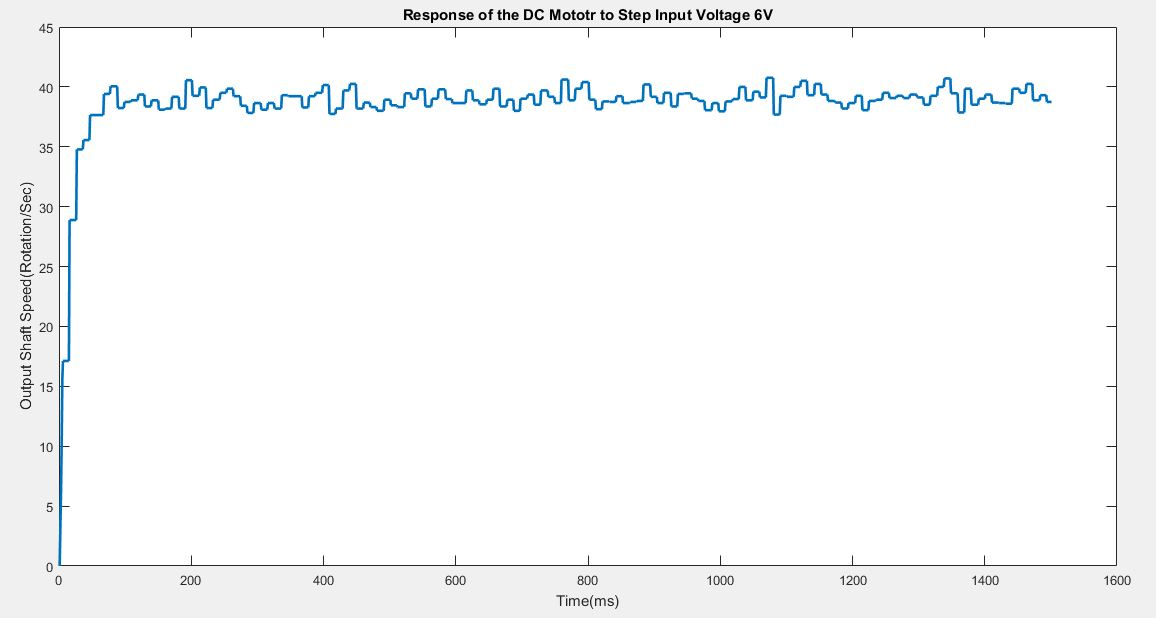 Response of the DC Mototr to Step Input Voltage 6V
45
40
35
30
25
20
15
10
5
0
Output Shaft Speed(Rotation/Sec)
0 200 400 600 800 1000 1200 1400 1600
Time(ms)